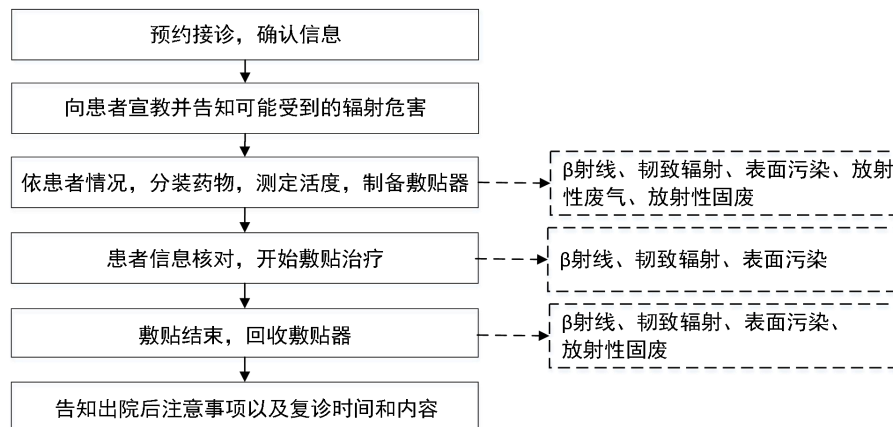 预约接诊，确认信息
向患者宣教并告知可能受到的辐射危害
依患者情况，分装药物，测定活度，制备敷贴器
β射线、韧致辐射、表面污染、放射
性废气、放射性固废
患者信息核对，开始敷贴治疗
β射线、韧致辐射、表面污染
敷贴结束，回收敷贴器
β射线、韧致辐射、表面污染、
放射性固废
告知出院后注意事项以及复诊时间和内容